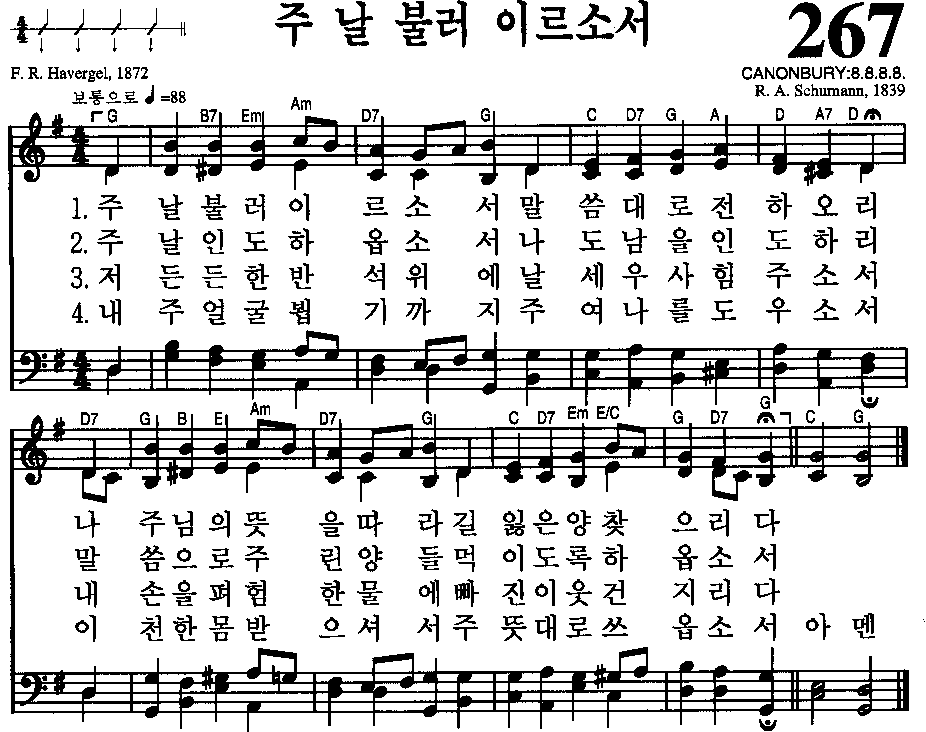 주 날 불러 이르소서
267
F. R. Havergel, 1872
CANONBURY:8.8.8.8.
R. A. Schumann, 1839
보통으로 ♩=88
G B7 Em Am D7 G C D7 G A D A7 D
4 4
1. 주 날 불 러 이 르 소 서 말 씀 대 로 전 하 오 리
2. 주 날 인 도 하 옵 소 서 나 도 남 을 인 도 하 리
3. 저 든 든 한 반 석 위 에 날 세 우 사 힘 주 소 서
4. 내 주 얼 굴 뵙 기 까 지 주 여 나 를 도 우 소 서
D7 G B E Am D7 G C D7 Em E/C G D7 G C G
나 주 님 의 뜻 을 따 라 길 잃 은 양 찾 으 리 다
말 씀 으 로 주 린 양 들 먹 이 도 록 하 옵 소 서
내 손 을 펴 험 한 물 에 빠 진 이 웃 건 지 리 다
이 천 한 몸 받 으 셔 서 주 뜻 대 로 쓰 옵 소 서 아 멘